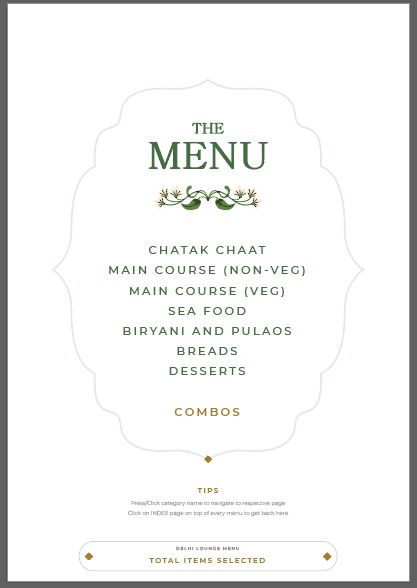 THE
MENU
CHATAK CHAAT
MAIN COURSE (NON-VEG)
MAIN COURSE (VEG)
SEA FOOD
BIRYANI AND PULAOS
BREADS
DESSERTS
COMBOS
TIPS
Press/Click category name to navigate to respective page
Click on INDEX page on top of every menu to get back here
DELHI LOUNGE MENU
TOTAL ITEMS SELECTED